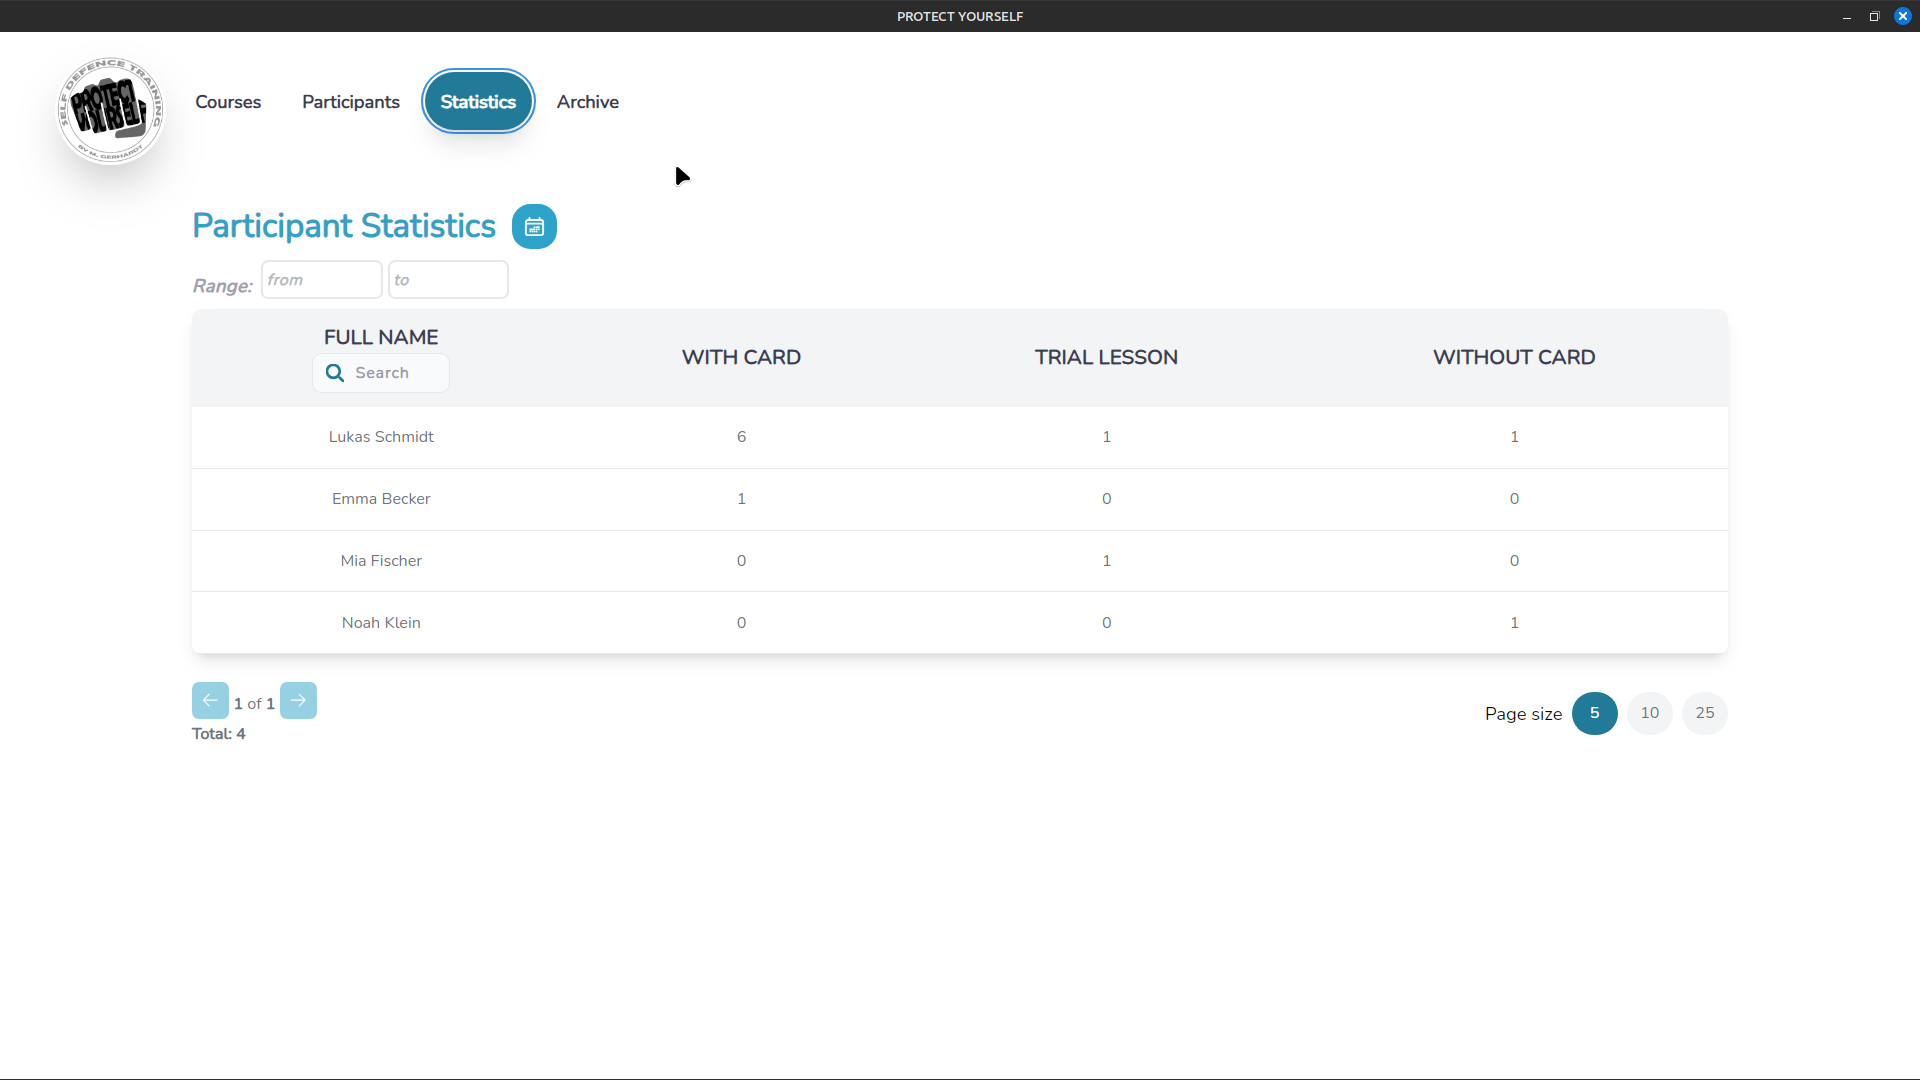 PROTECT YOURSELF
SELF DEFENCE TRAINING
PROTECT
YOURSELF
BY M. GERHARDT
Courses
Participants
Statistics
Archive
Participant Statistics
Range:
from
to
FULL NAME
WITH CARD
TRIAL LESSON
WITHOUT CARD
Search
Lukas Schmidt 6 1 1
Emma Becker 1 0 0
Mia Fischer 0 1 0
Noah Klein 0 0 1
1 of 1
Total: 4
Page size 5 10 25